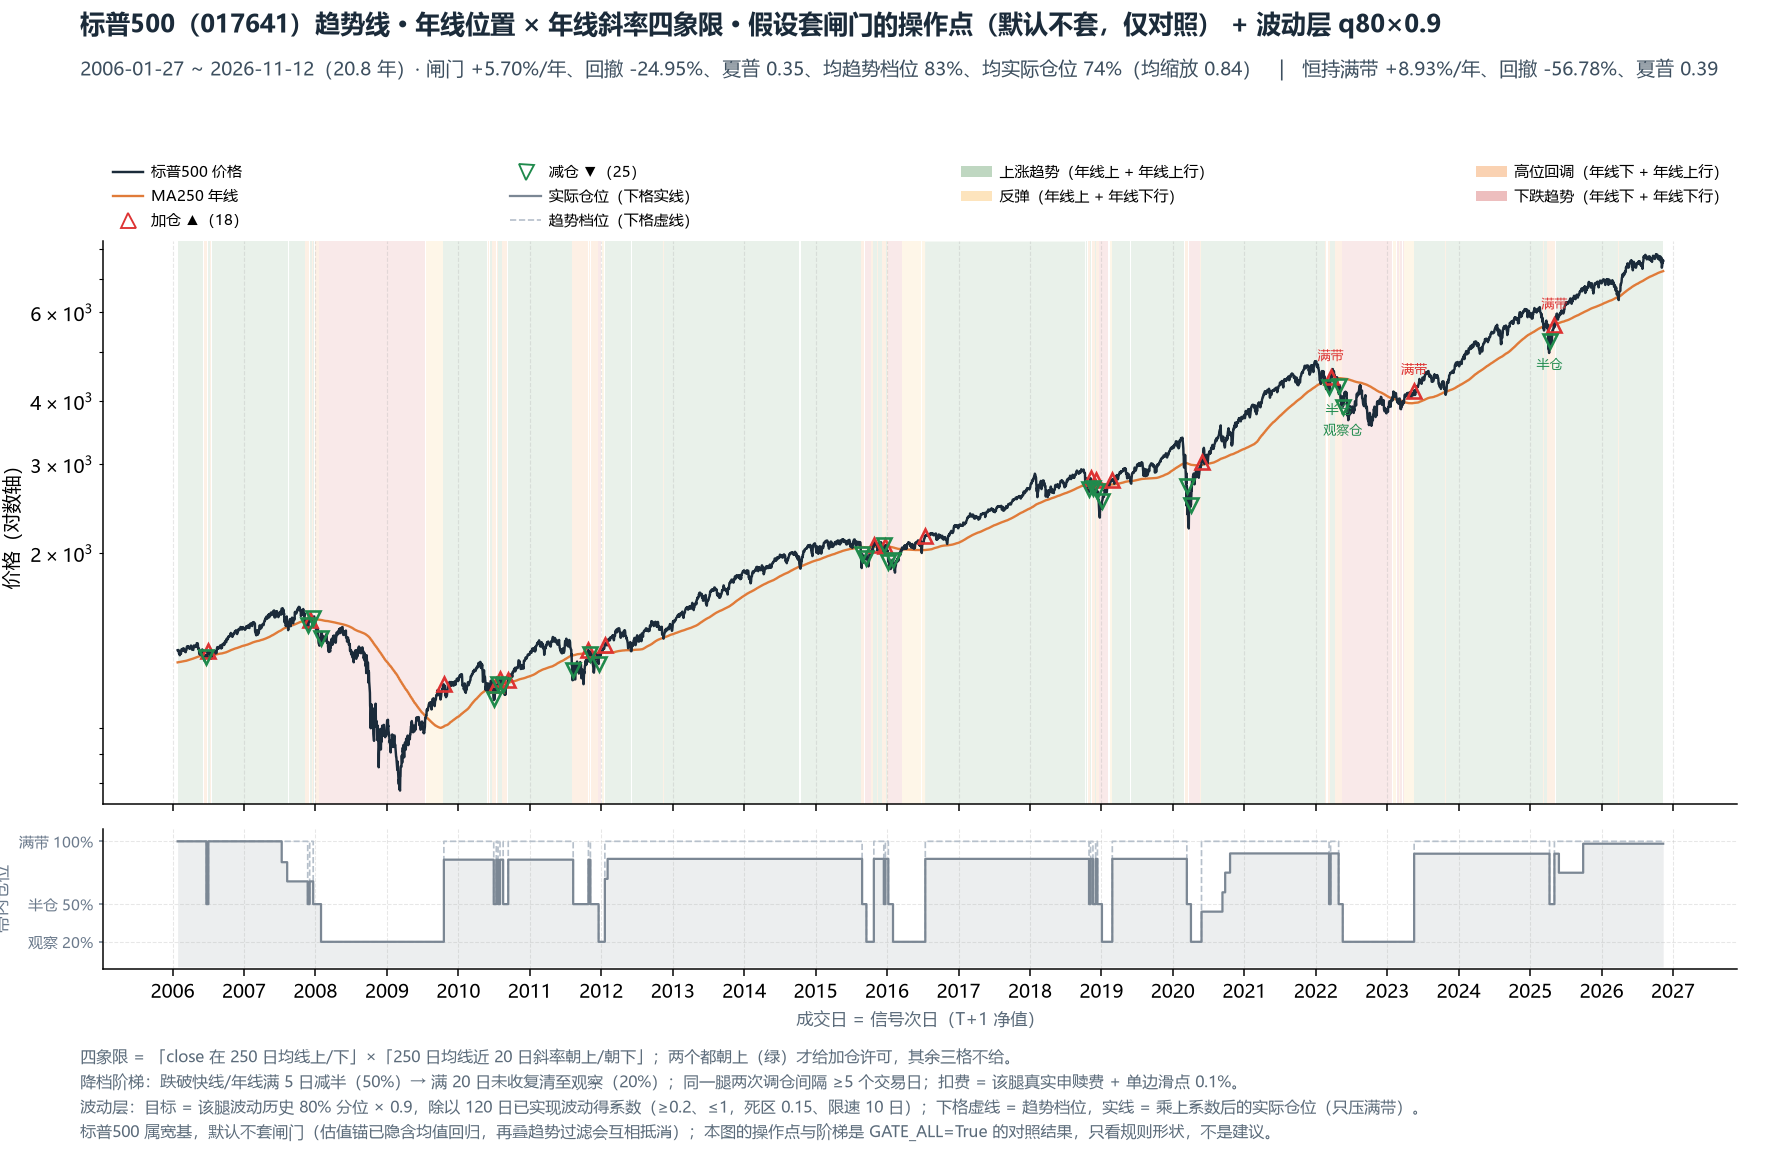 标普500（017641）趋势线・年线位置 × 年线斜率四象限・假设套闸门的操作点（默认不套，仅对照） + 波动层 q80×0.9
2006-01-27 ~ 2026-11-12（20.8 年）· 闸门 +5.70%/年、回撤 -24.95%、夏普 0.35、均趋势档位 83%、均实际仓位 74%（均缩放 0.84） | 恒持满带 +8.93%/年、回撤 -56.78%、夏普 0.39
标普500 价格
MA250 年线
加仓 ▲（18）
减仓 ▼（25）
实际仓位（下格实线）
趋势档位（下格虚线）
上涨趋势（年线上 + 年线上行）
反弹（年线上 + 年线下行）
高位回调（年线下 + 年线上行）
下跌趋势（年线下 + 年线下行）
价格（对数轴）
6 × 10³
4 × 10³
3 × 10³
2 × 10³
满带
满带
满带
半仓
观察仓
满带 100%
半仓 50%
观察 20%
2006 2007 2008 2009 2010 2011 2012 2013 2014 2015 2016 2017 2018 2019 2020 2021 2022 2023 2024 2025 2026 2027
成交日 = 信号次日（T+1 净值）
四象限 = 「close 在 250 日均线上/下」×「250 日均线近 20 日斜率朝上/朝下」；两个都朝上（绿）才给加仓许可，其余三格不给。
降档阶梯：跌破快线/年线满 5 日减半（50%）→ 满 20 日未收复清至观察（20%）；同一腿两次调仓间隔 ≥5 个交易日；扣费 = 该腿真实申赎费 + 单边滑点 0.1%。
波动层：目标 = 该腿波动历史 80% 分位 × 0.9，除以 120 日已实现波动得系数（≥0.2、≤1，死区 0.15、限速 10 日）；下格虚线 = 趋势档位，实线 = 乘上系数后的实际仓位（只压满带）。
标普500 属宽基，默认不套闸门（估值锚已隐含均值回归，再叠趋势过滤会互相抵消）；本图的操作点与阶梯是 GATE_ALL=True 的对照结果，只看规则形状，不是建议。